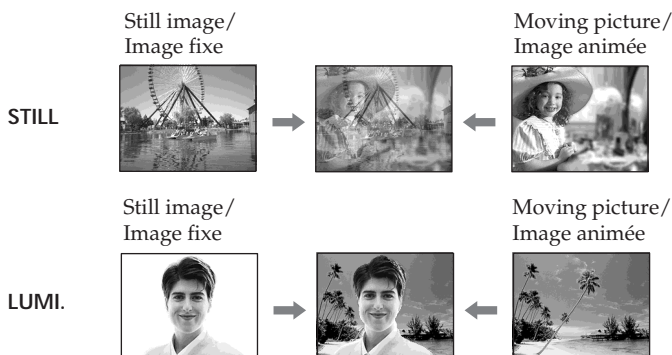 Still image/
Image fixe
Moving picture/
Image animée
STILL
Still image/
Image fixe
Moving picture/
Image animée
LUMI.